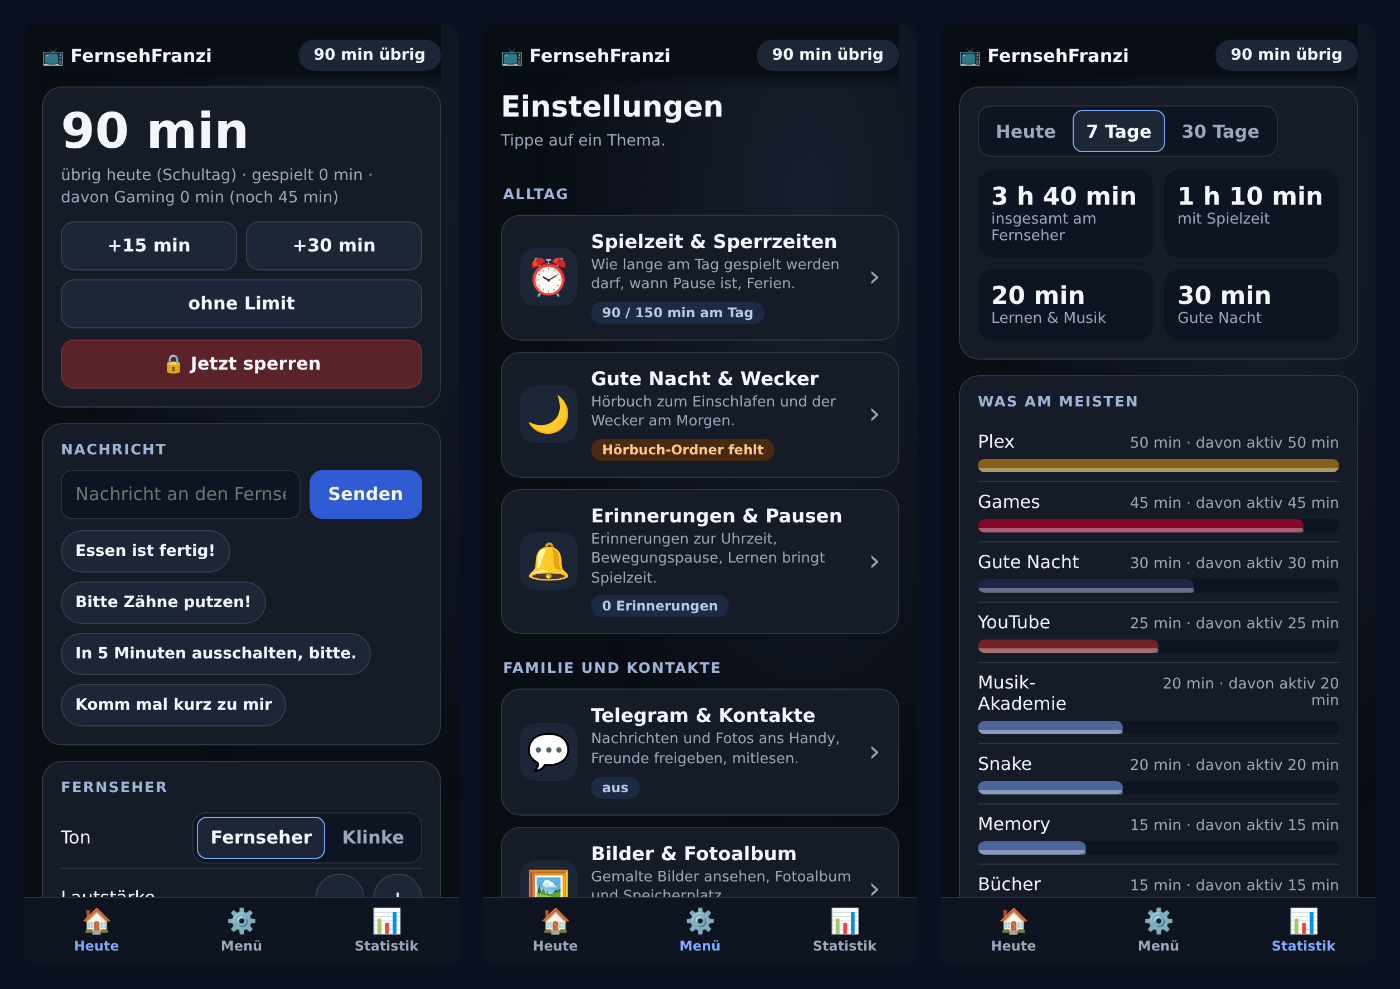 FernsehFranzi
90 min übrig
90 min
übrig heute (Schultag) · gespielt 0 min ·
davon Gaming 0 min (noch 45 min)
+15 min
+30 min
ohne Limit
Jetzt sperren
NACHRICHT
Nachricht an den Fernse
Senden
Essen ist fertig!
Bitte Zähne putzen!
In 5 Minuten ausschalten, bitte.
Komm mal kurz zu mir
FERNSEHER
Ton
Fernseher
Klinke
Lautstärke
+
Heute
Menü
Statistik
FernsehFranzi
90 min übrig
Einstellungen
Tippe auf ein Thema.
ALLTAG
Spielzeit & Sperrzeiten
Wie lange am Tag gespielt werden
darf, wann Pause ist, Ferien.
90 / 150 min am Tag
Gute Nacht & Wecker
Hörbuch zum Einschlafen und der
Wecker am Morgen.
Hörbuch-Ordner fehlt
Erinnerungen & Pausen
Erinnerungen zur Uhrzeit,
Bewegungspause, Lernen bringt
Spielzeit.
0 Erinnerungen
FAMILIE UND KONTAKTE
Telegram & Kontakte
Nachrichten und Fotos ans Handy,
Freunde freigeben, mitlesen.
aus
Bilder & Fotoalbum
Gemalte Bilder ansehen, Fotoalbum
und Speicherplatz
Heute
Menü
Statistik
FernsehFranzi
90 min übrig
Heute
7 Tage
30 Tage
3 h 40 min
insgesamt am
Fernseher
1 h 10 min
mit Spielzeit
20 min
Lernen & Musik
30 min
Gute Nacht
WAS AM MEISTEN
Plex
50 min · davon aktiv 50 min
Games
45 min · davon aktiv 45 min
Gute Nacht
30 min · davon aktiv 30 min
YouTube
25 min · davon aktiv 25 min
Musik-
Akademie
20 min · davon aktiv 20
min
Snake
20 min · davon aktiv 20 min
Memory
15 min · davon aktiv 15 min
Bücher
15 min · davon aktiv 15 min
Heute
Menü
Statistik